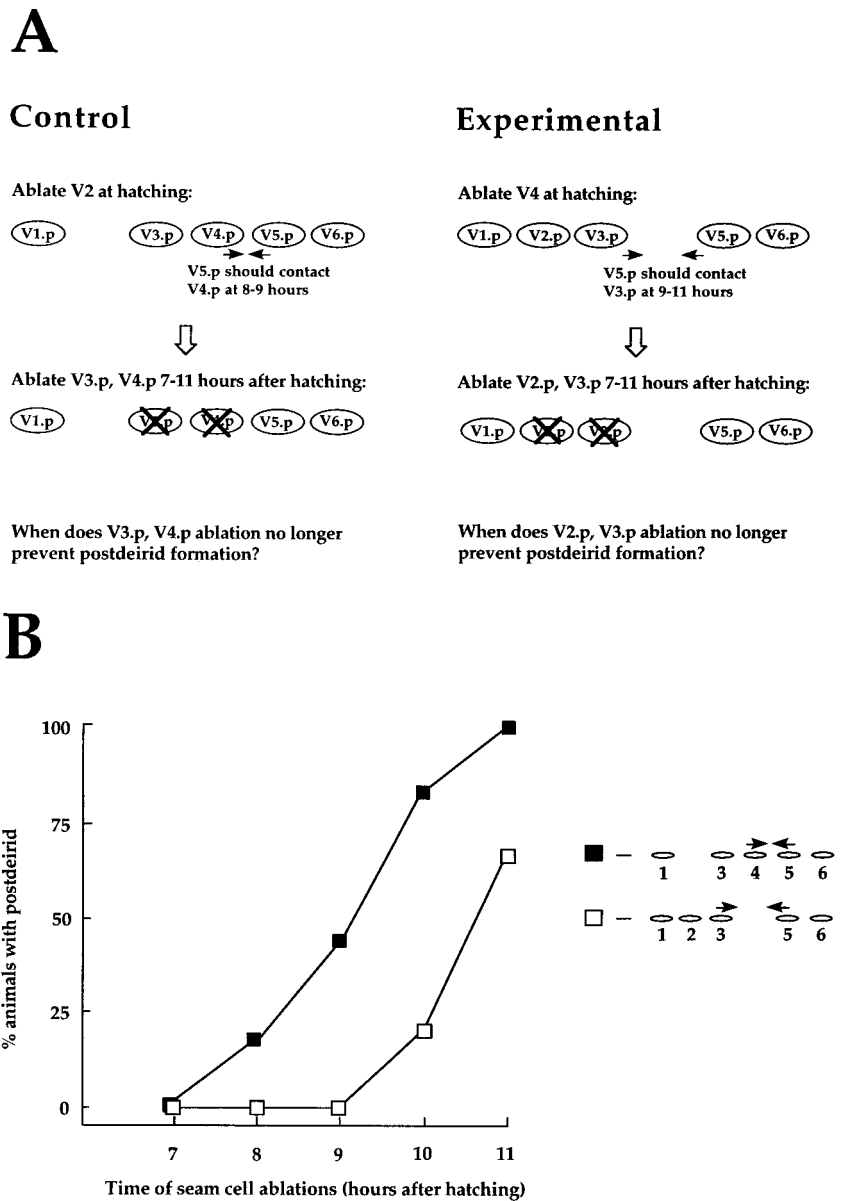 A
Control
Experimental
Ablate V2 at hatching:
V1.p V3.p V4.p V5.p V6.p
V5.p should contact
V4.p at 8-9 hours
Ablate V3.p, V4.p 7-11 hours after hatching:
V1.p V5.p V6.p
When does V3.p, V4.p ablation no longer
prevent postdeirid formation?
Ablate V4 at hatching:
V1.p V2.p V3.p V5.p V6.p
V5.p should contact
V3.p at 9-11 hours
Ablate V2.p, V3.p 7-11 hours after hatching:
V1.p V5.p V6.p
When does V2.p, V3.p ablation no longer
prevent postdeirid formation?
B
% animals with postdeirid
100
75
50
25
0
7 8 9 10 11
Time of seam cell ablations (hours after hatching)
1 3 4 5 6
1 2 3 5 6